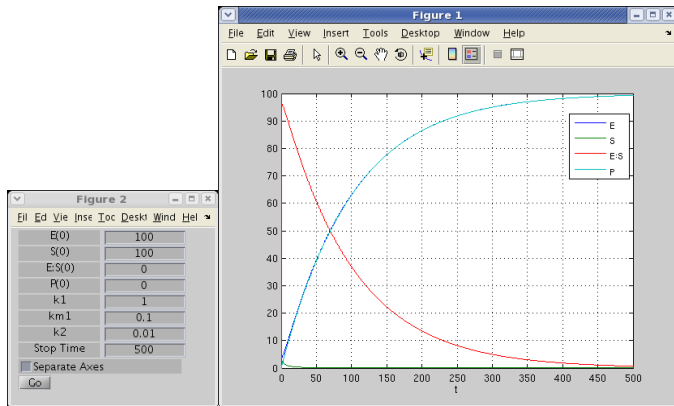 Figure 1
File Edit View Insert Tools Desktop Window Help
100
90
80
70
60
50
40
30
20
10
0
0 50 100 150 200 250 300 350 400 450 500
t
E
S
E:S
P
Figure 2
Fil Ed Vie Inse Toc Deskt Wind Hel
E(0) 100
S(0) 100
E:S(0) 0
P(0) 0
k1 1
km1 0.1
k2 0.01
Stop Time 500
Separate Axes
Go